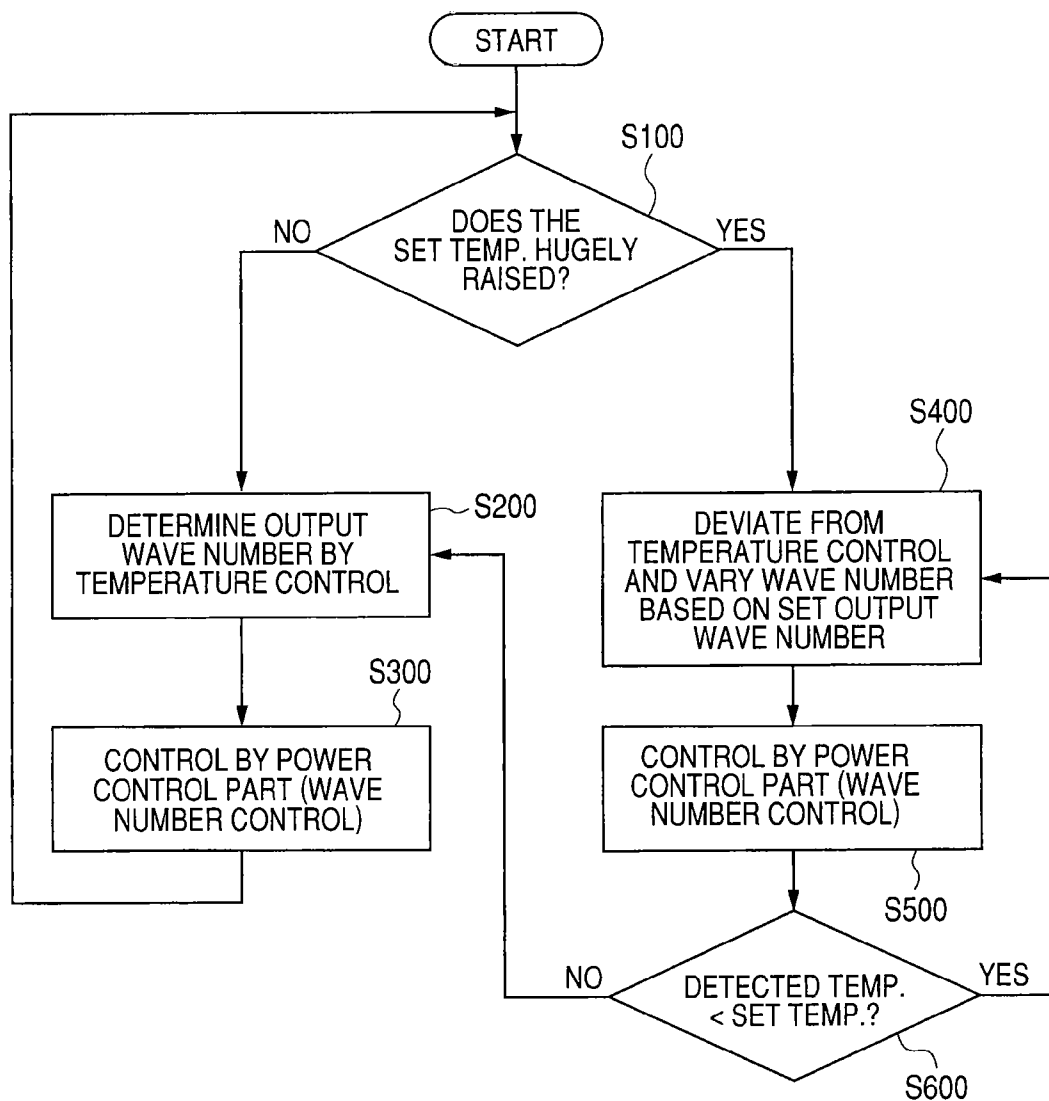 START
S100
DOES THE
SET TEMP. HUGELY
RAISED?
NO
YES
S400
DETERMINE OUTPUT
WAVE NUMBER BY
TEMPERATURE CONTROL
S200
DEVIATE FROM
TEMPERATURE CONTROL
AND VARY WAVE NUMBER
BASED ON SET OUTPUT
WAVE NUMBER
S300
CONTROL BY POWER
CONTROL PART (WAVE
NUMBER CONTROL)
CONTROL BY POWER
CONTROL PART (WAVE
NUMBER CONTROL)
S500
NO
DETECTED TEMP.
< SET TEMP.?
YES
S600